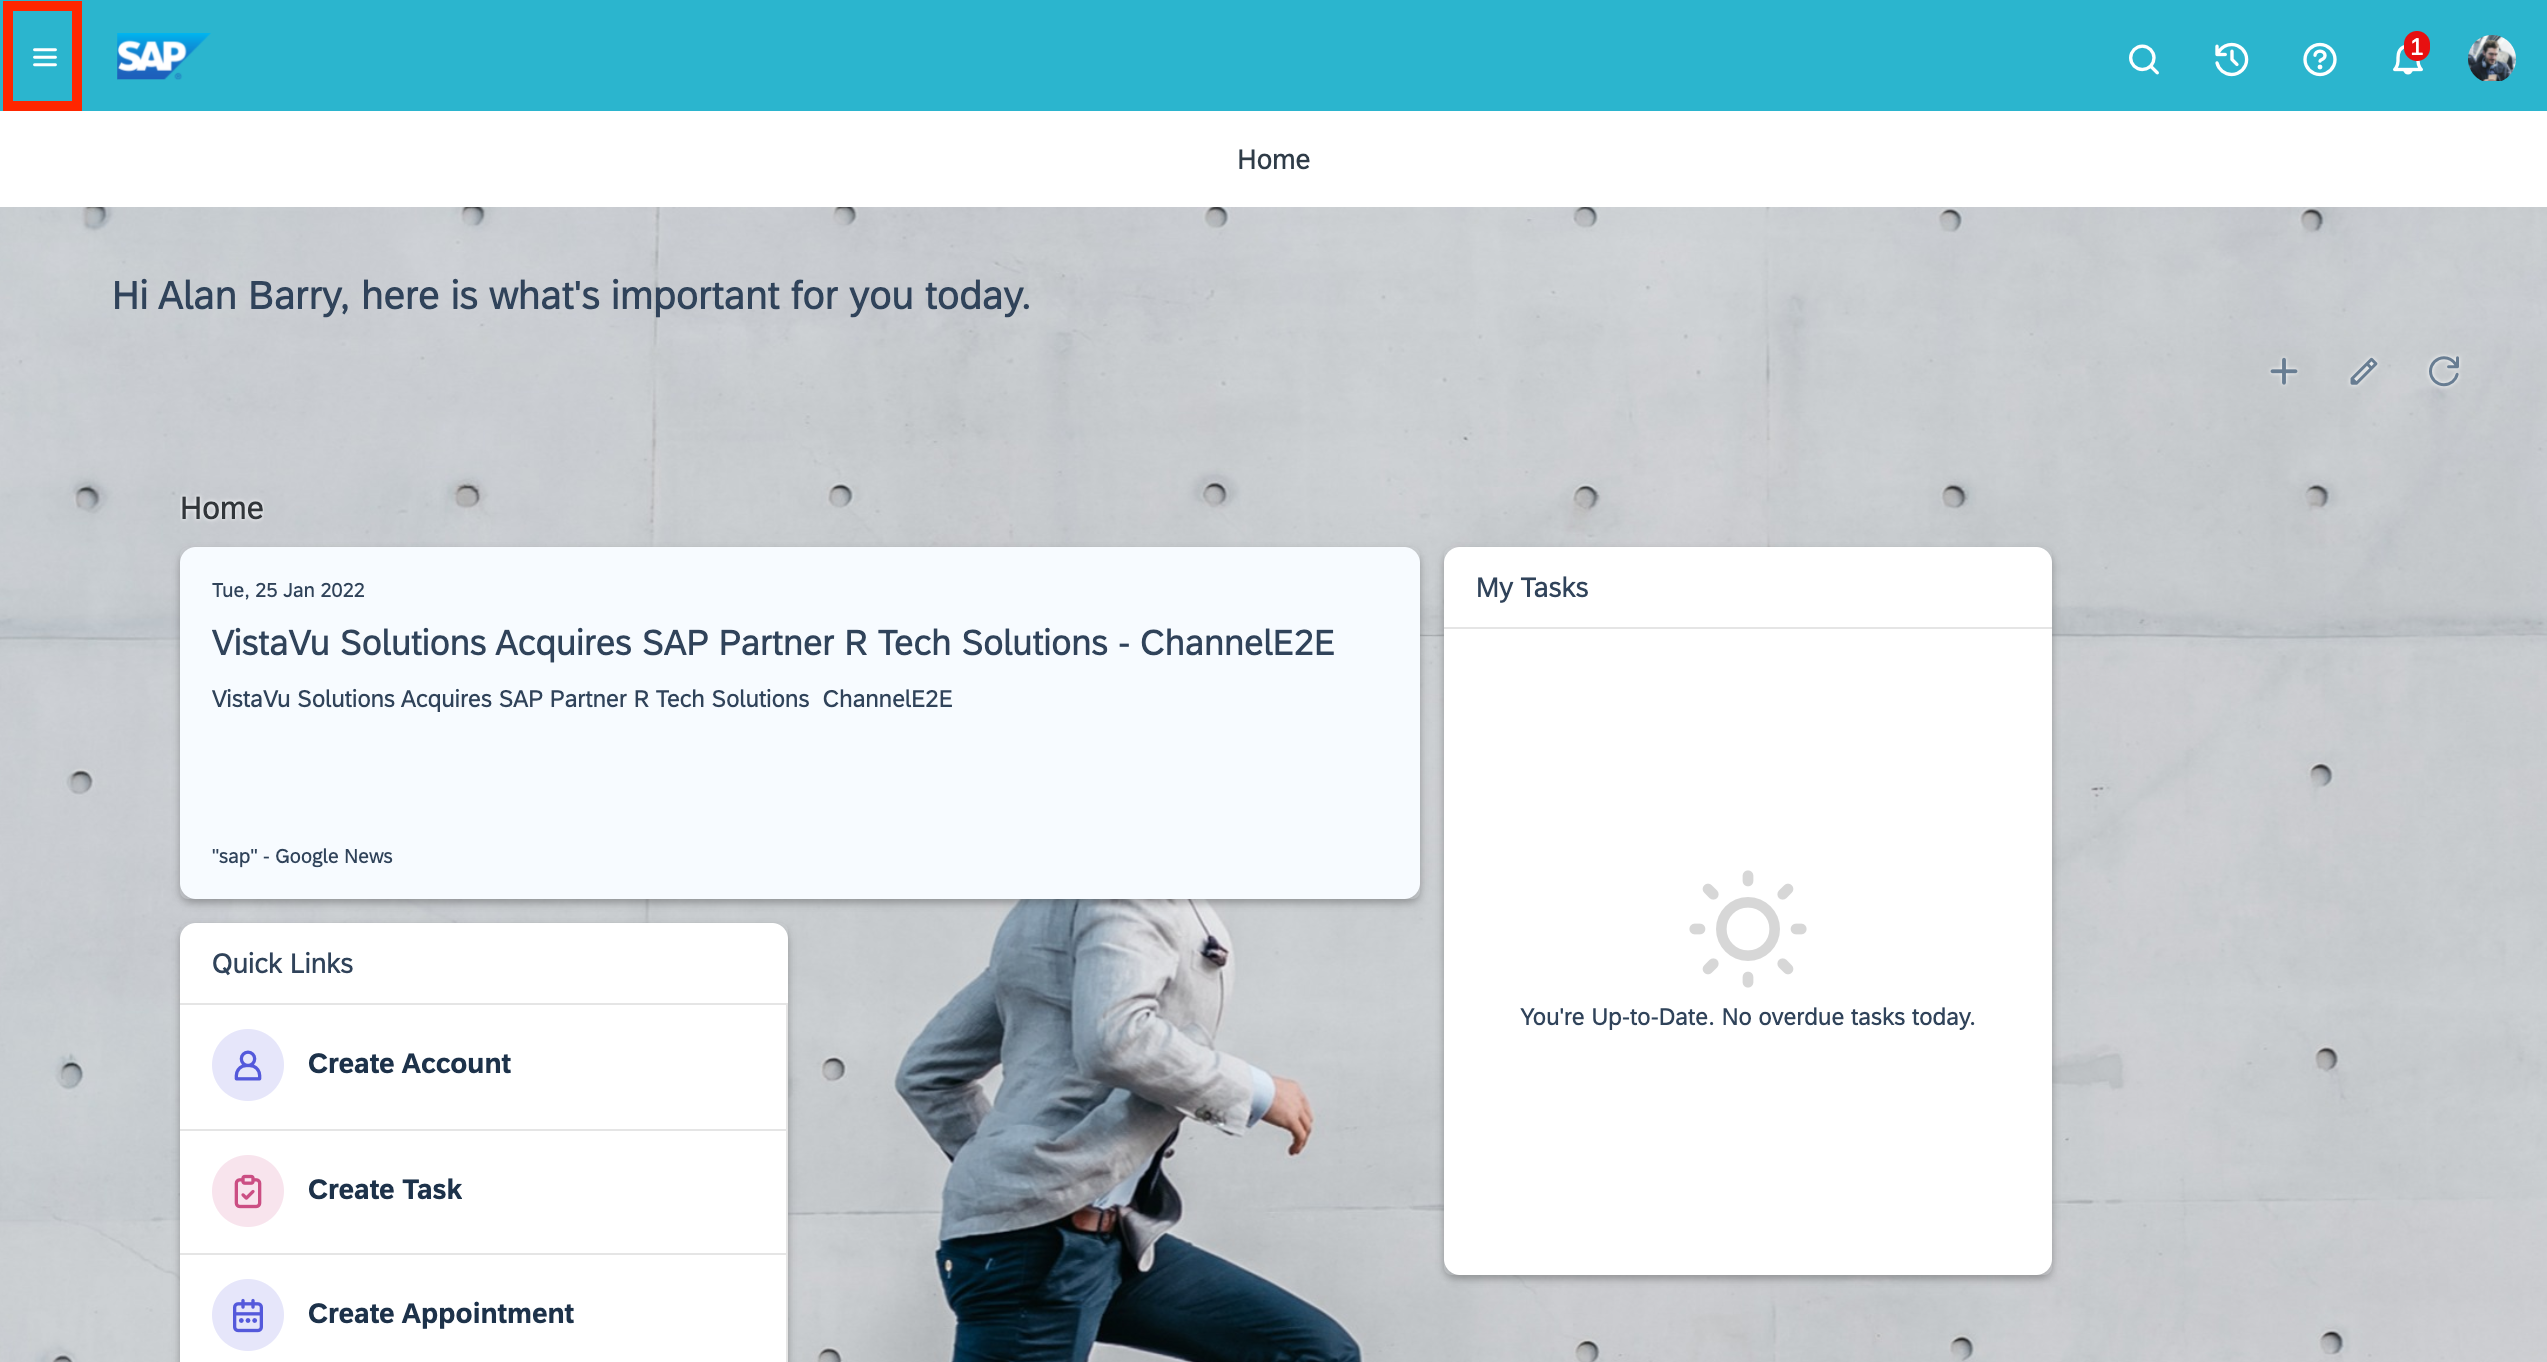 SAP
1
Home
Hi Alan Barry, here is what's important for you today.
Home
Tue, 25 Jan 2022
VistaVu Solutions Acquires SAP Partner R Tech Solutions - ChannelE2E
VistaVu Solutions Acquires SAP Partner R Tech Solutions  ChannelE2E
"sap" - Google News
My Tasks
You're Up-to-Date. No overdue tasks today.
Quick Links
Create Account
Create Task
Create Appointment